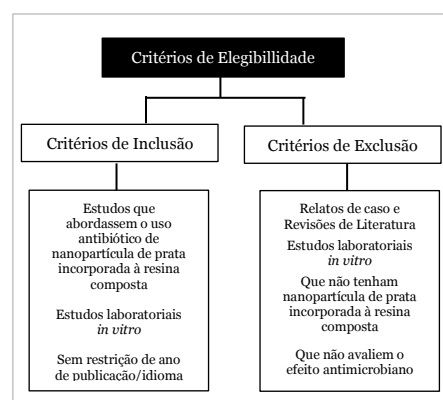 Critérios de Elegibillidade
Critérios de Inclusão
Estudos que
abordassem o uso
antibiótico de
nanopartícula de prata
incorporada à resina
composta
Estudos laboratoriais
in vitro
Sem restrição de ano
de publicação/idioma
Critérios de Exclusão
Relatos de caso e
Revisões de Literatura
Estudos laboratoriais
in vitro
Que não tenham
nanopartícula de prata
incorporada à resina
composta
Que não avaliem o
efeito antimicrobiano